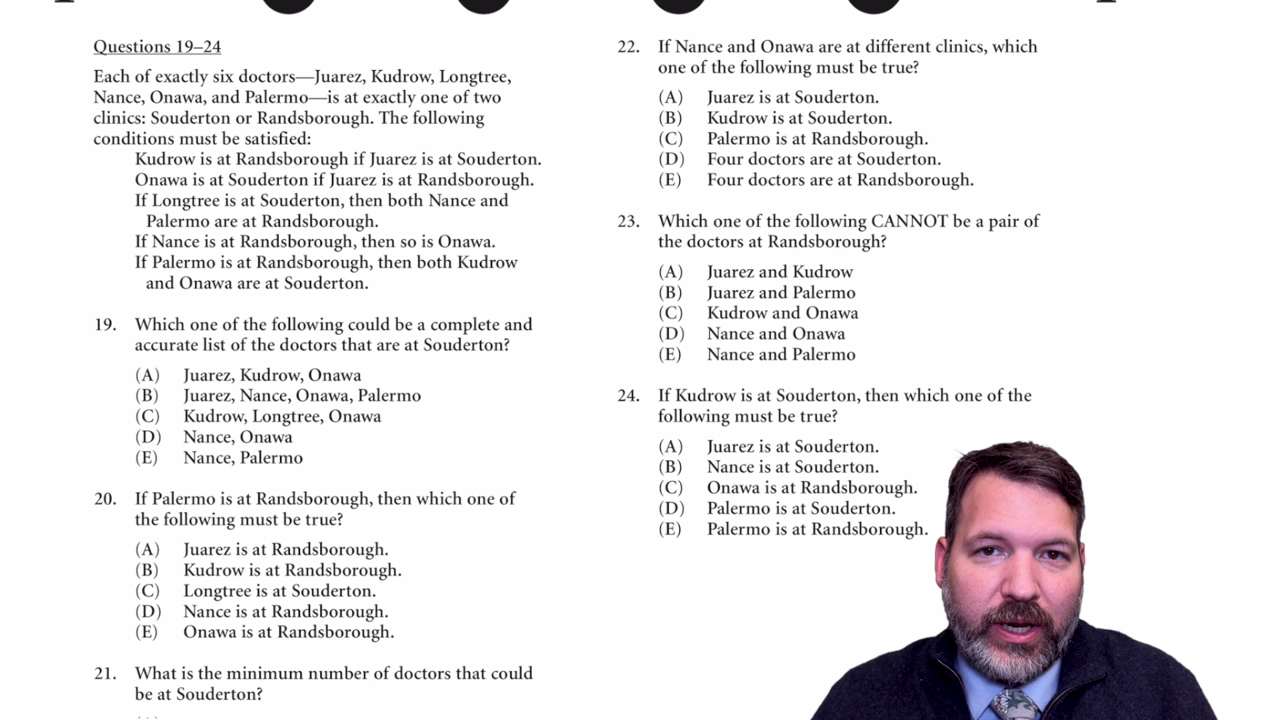 Questions 19–24
Each of exactly six doctors—Juarez, Kudrow, Longtree,
Nance, Onawa, and Palermo—is at exactly one of two
clinics: Souderton or Randsborough. The following
conditions must be satisfied:
Kudrow is at Randsborough if Juarez is at Souderton.
Onawa is at Souderton if Juarez is at Randsborough.
If Longtree is at Souderton, then both Nance and
Palermo are at Randsborough.
If Nance is at Randsborough, then so is Onawa.
If Palermo is at Randsborough, then both Kudrow
and Onawa are at Souderton.
19. Which one of the following could be a complete and
accurate list of the doctors that are at Souderton?
(A) Juarez, Kudrow, Onawa
(B) Juarez, Nance, Onawa, Palermo
(C) Kudrow, Longtree, Onawa
(D) Nance, Onawa
(E) Nance, Palermo
20. If Palermo is at Randsborough, then which one of
the following must be true?
(A) Juarez is at Randsborough.
(B) Kudrow is at Randsborough.
(C) Longtree is at Souderton.
(D) Nance is at Randsborough.
(E) Onawa is at Randsborough.
21. What is the minimum number of doctors that could
be at Souderton?
22. If Nance and Onawa are at different clinics, which
one of the following must be true?
(A) Juarez is at Souderton.
(B) Kudrow is at Souderton.
(C) Palermo is at Randsborough.
(D) Four doctors are at Souderton.
(E) Four doctors are at Randsborough.
23. Which one of the following CANNOT be a pair of
the doctors at Randsborough?
(A) Juarez and Kudrow
(B) Juarez and Palermo
(C) Kudrow and Onawa
(D) Nance and Onawa
(E) Nance and Palermo
24. If Kudrow is at Souderton, then which one of the
following must be true?
(A) Juarez is at Souderton.
(B) Nance is at Souderton.
(C) Onawa is at Randsborough.
(D) Palermo is at Souderton.
(E) Palermo is at Randsborough.